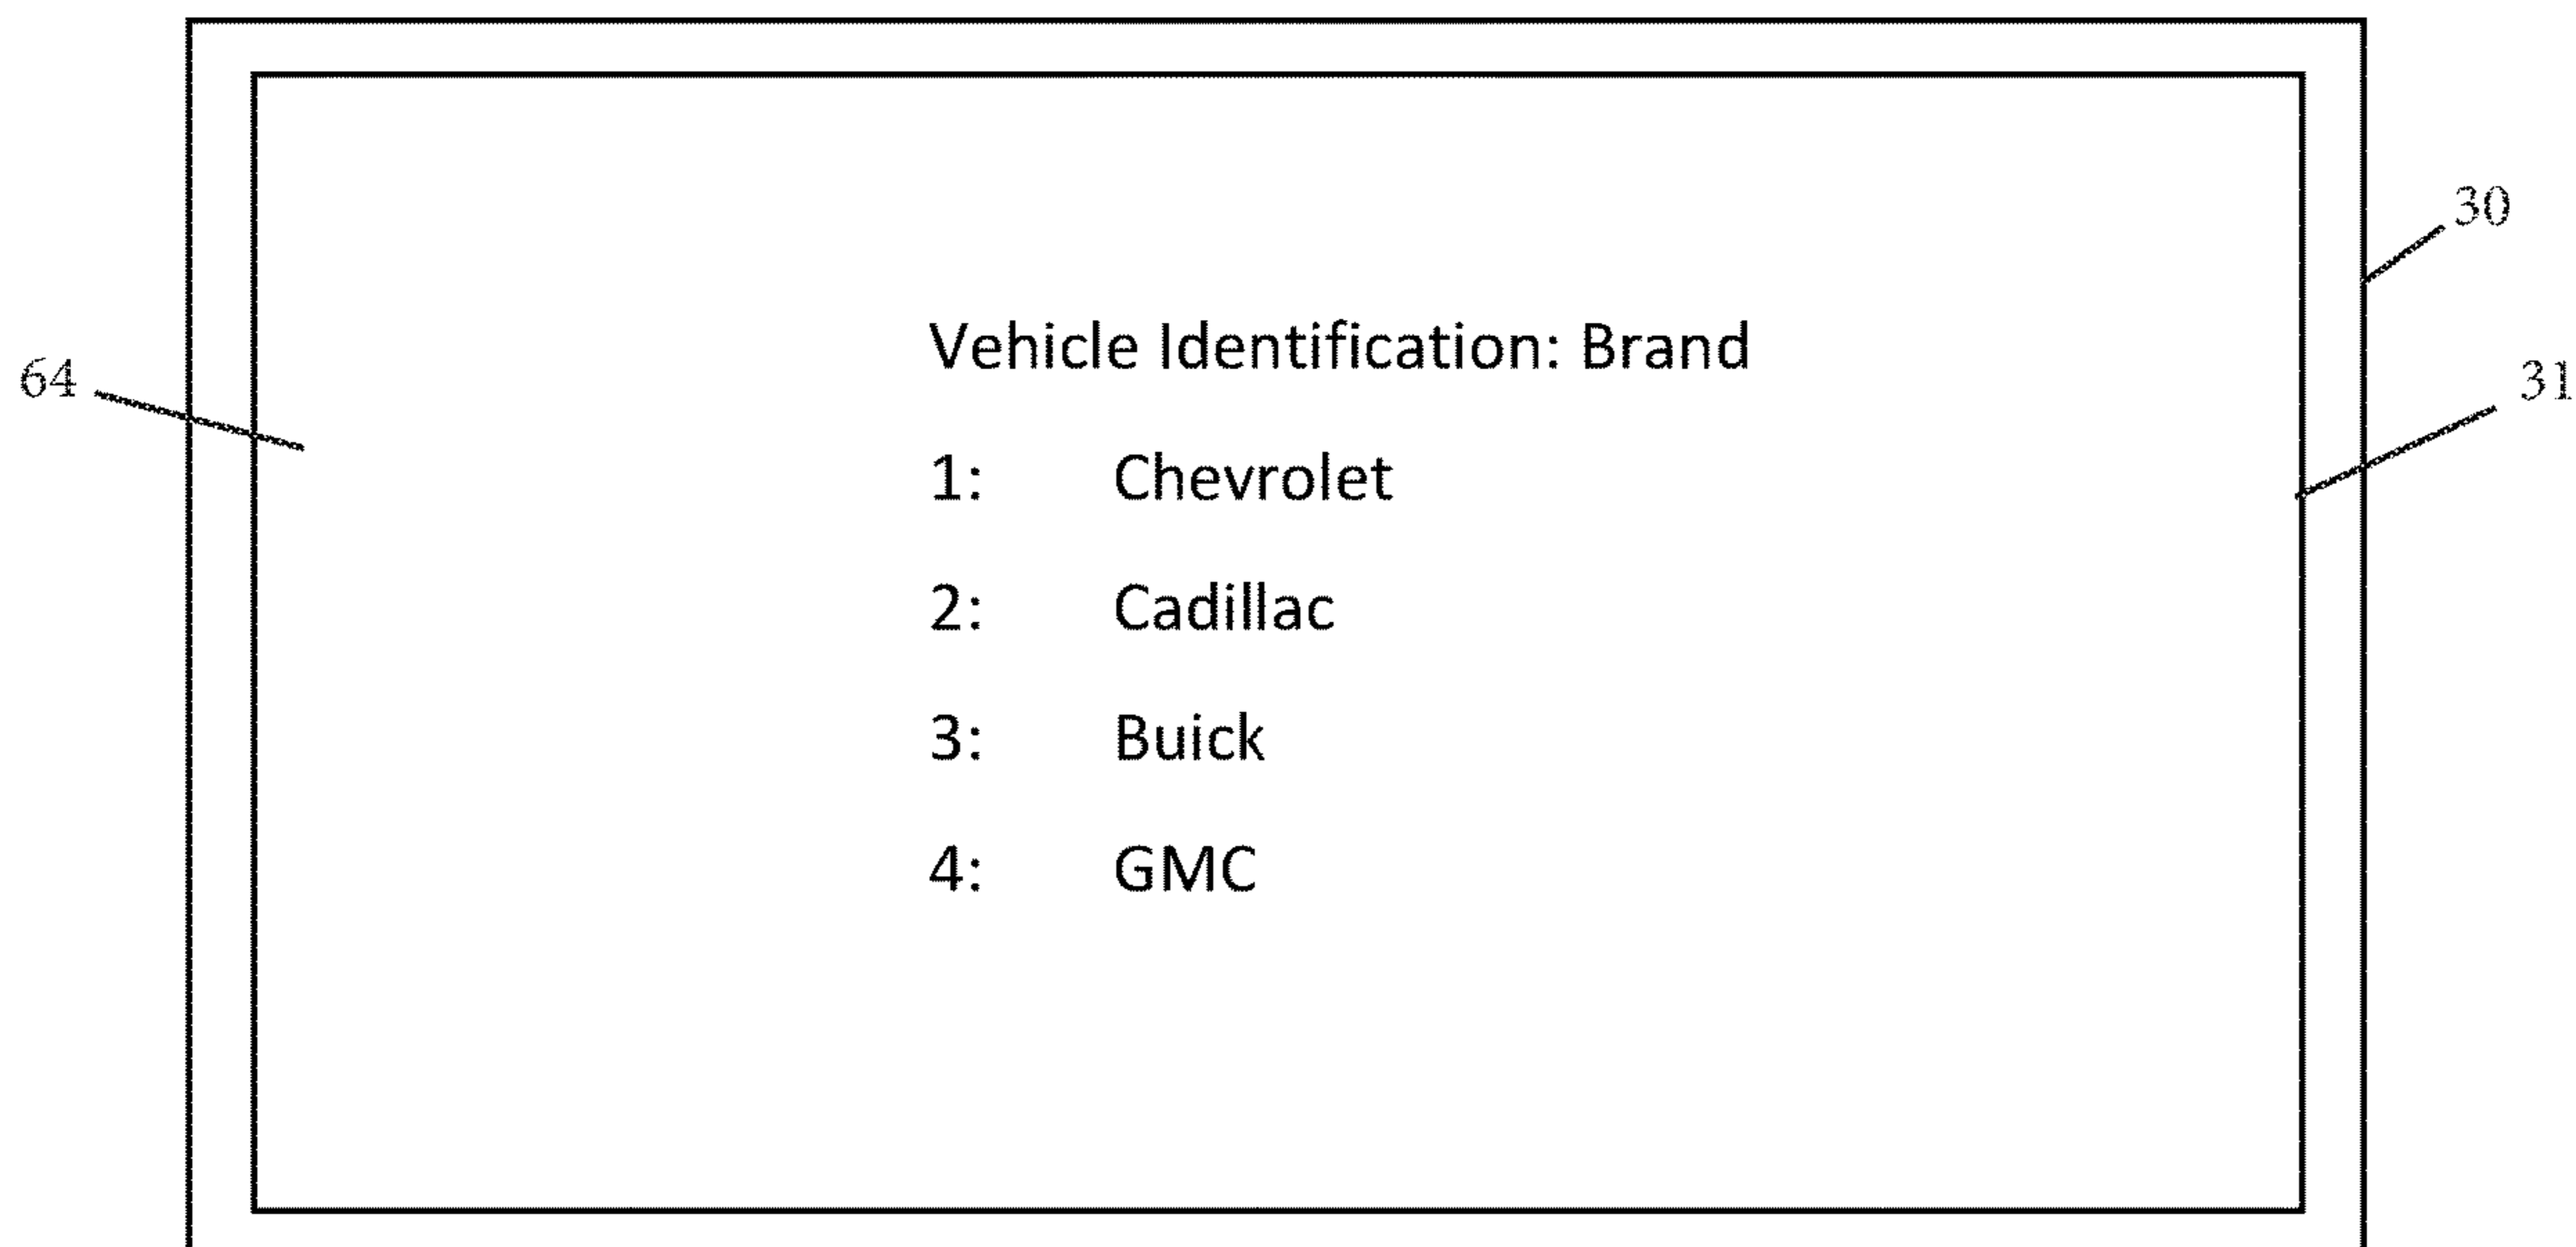 30
Vehicle Identification: Brand
64
31
1: Chevrolet
2: Cadillac
3: Buick
4: GMC